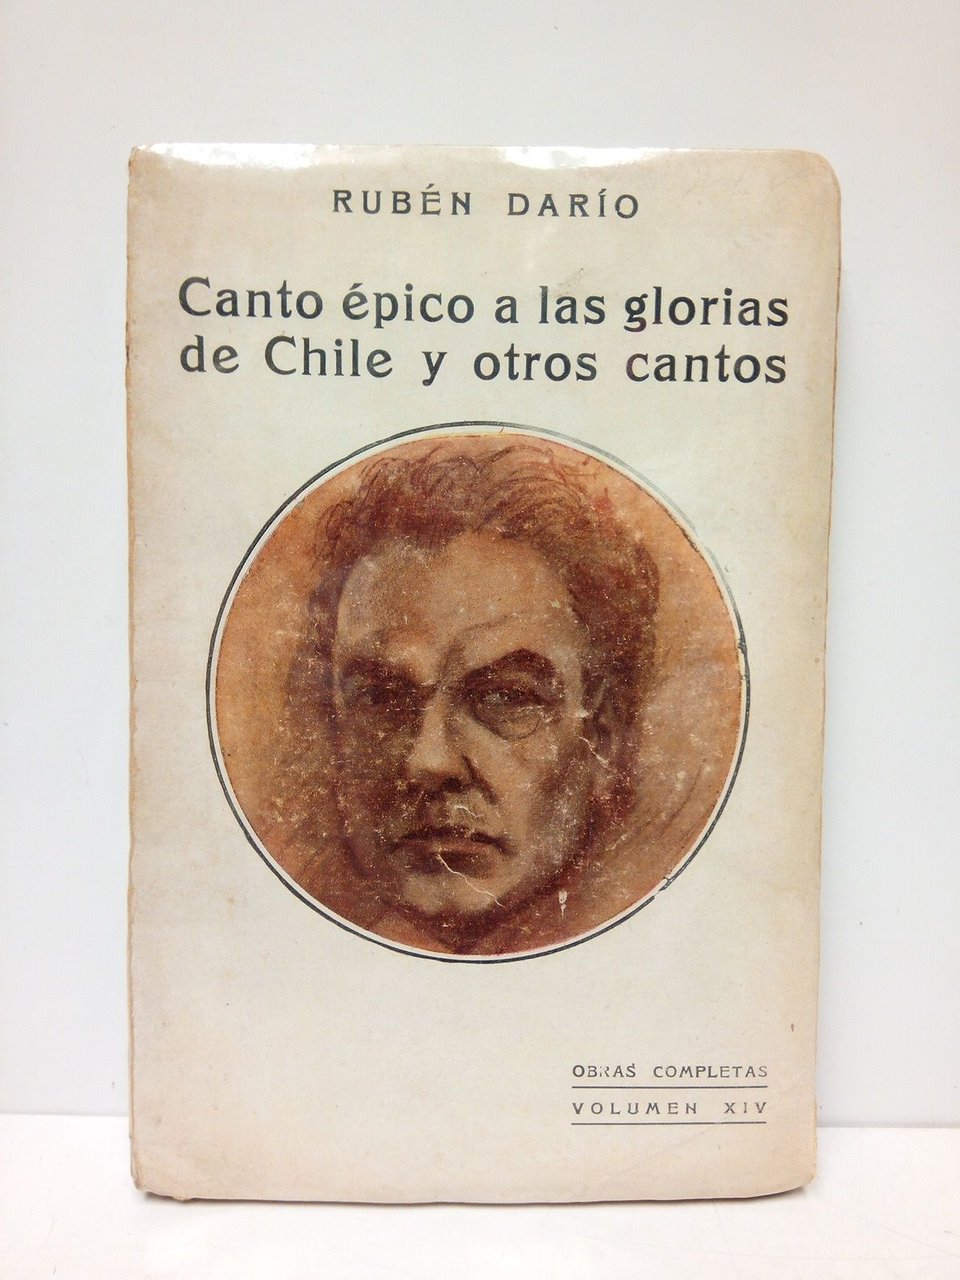 RUBÉN DARÍO
Canto épico a las glorias
de Chile y otros cantos
OBRAS COMPLETAS
VOLUMEN XIV